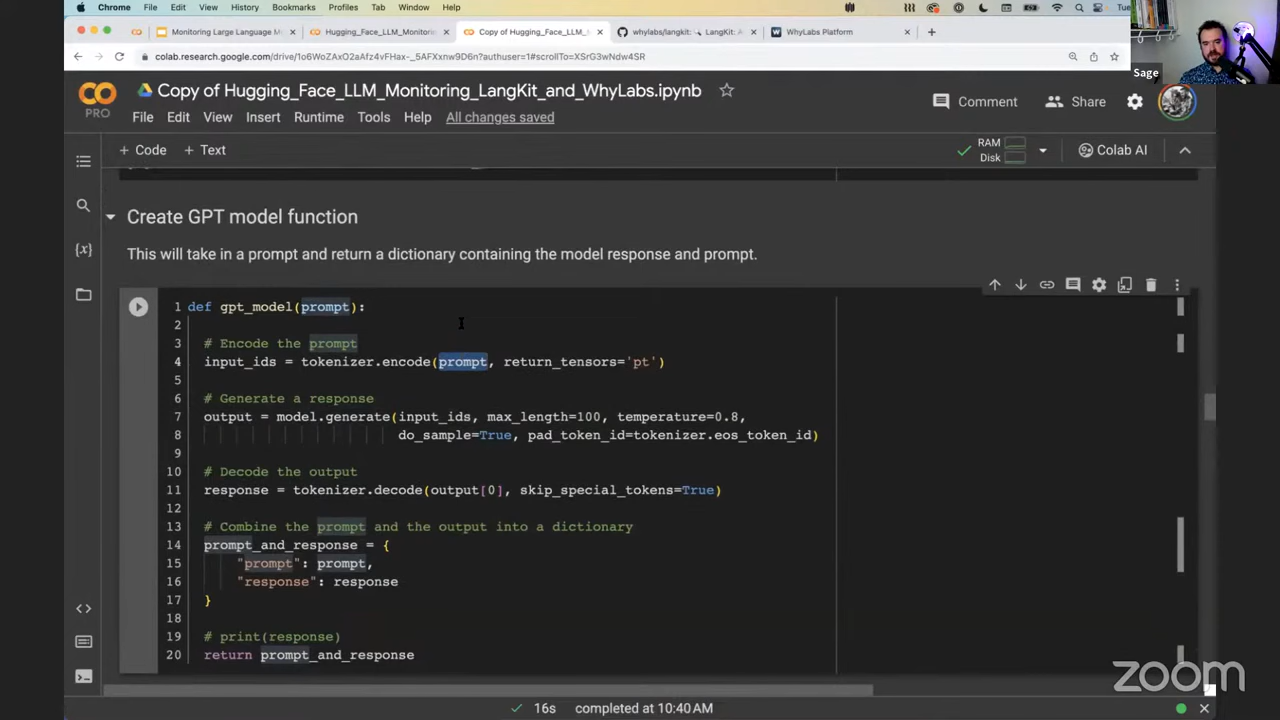 Chrome File Edit View History Bookmarks Profiles Tab Window Help Tue
Monitoring Large Language M Hugging_Face_LLM_Monitorin Copy of Hugging_Face_LLM_ whylabs/langkit: LangKit: A WhyLabs Platform
colab.research.google.com/drive/1o6WoZAxO2aAfz4vFHax-_5AFXxnw9D6n?authuser=1#scrollTo=XSrG3wNdw4SR
Sage
CO PRO
Copy of Hugging_Face_LLM_Monitoring_LangKit_and_WhyLabs.ipynb
Comment Share
File Edit View Insert Runtime Tools Help All changes saved
+ Code + Text
RAM
Disk
Colab AI
{x}
Create GPT model function
This will take in a prompt and return a dictionary containing the model response and prompt.
1 def gpt_model(prompt):
2
3 # Encode the prompt
4 input_ids = tokenizer.encode(prompt, return_tensors='pt')
5
6 # Generate a response
7 output = model.generate(input_ids, max_length=100, temperature=0.8,
8 do_sample=True, pad_token_id=tokenizer.eos_token_id)
9
10 # Decode the output
11 response = tokenizer.decode(output[0], skip_special_tokens=True)
12
13 # Combine the prompt and the output into a dictionary
14 prompt_and_response = {
15 "prompt": prompt,
16 "response": response
17 }
18
19 # print(response)
20 return prompt_and_response
zoom
16s completed at 10:40 AM